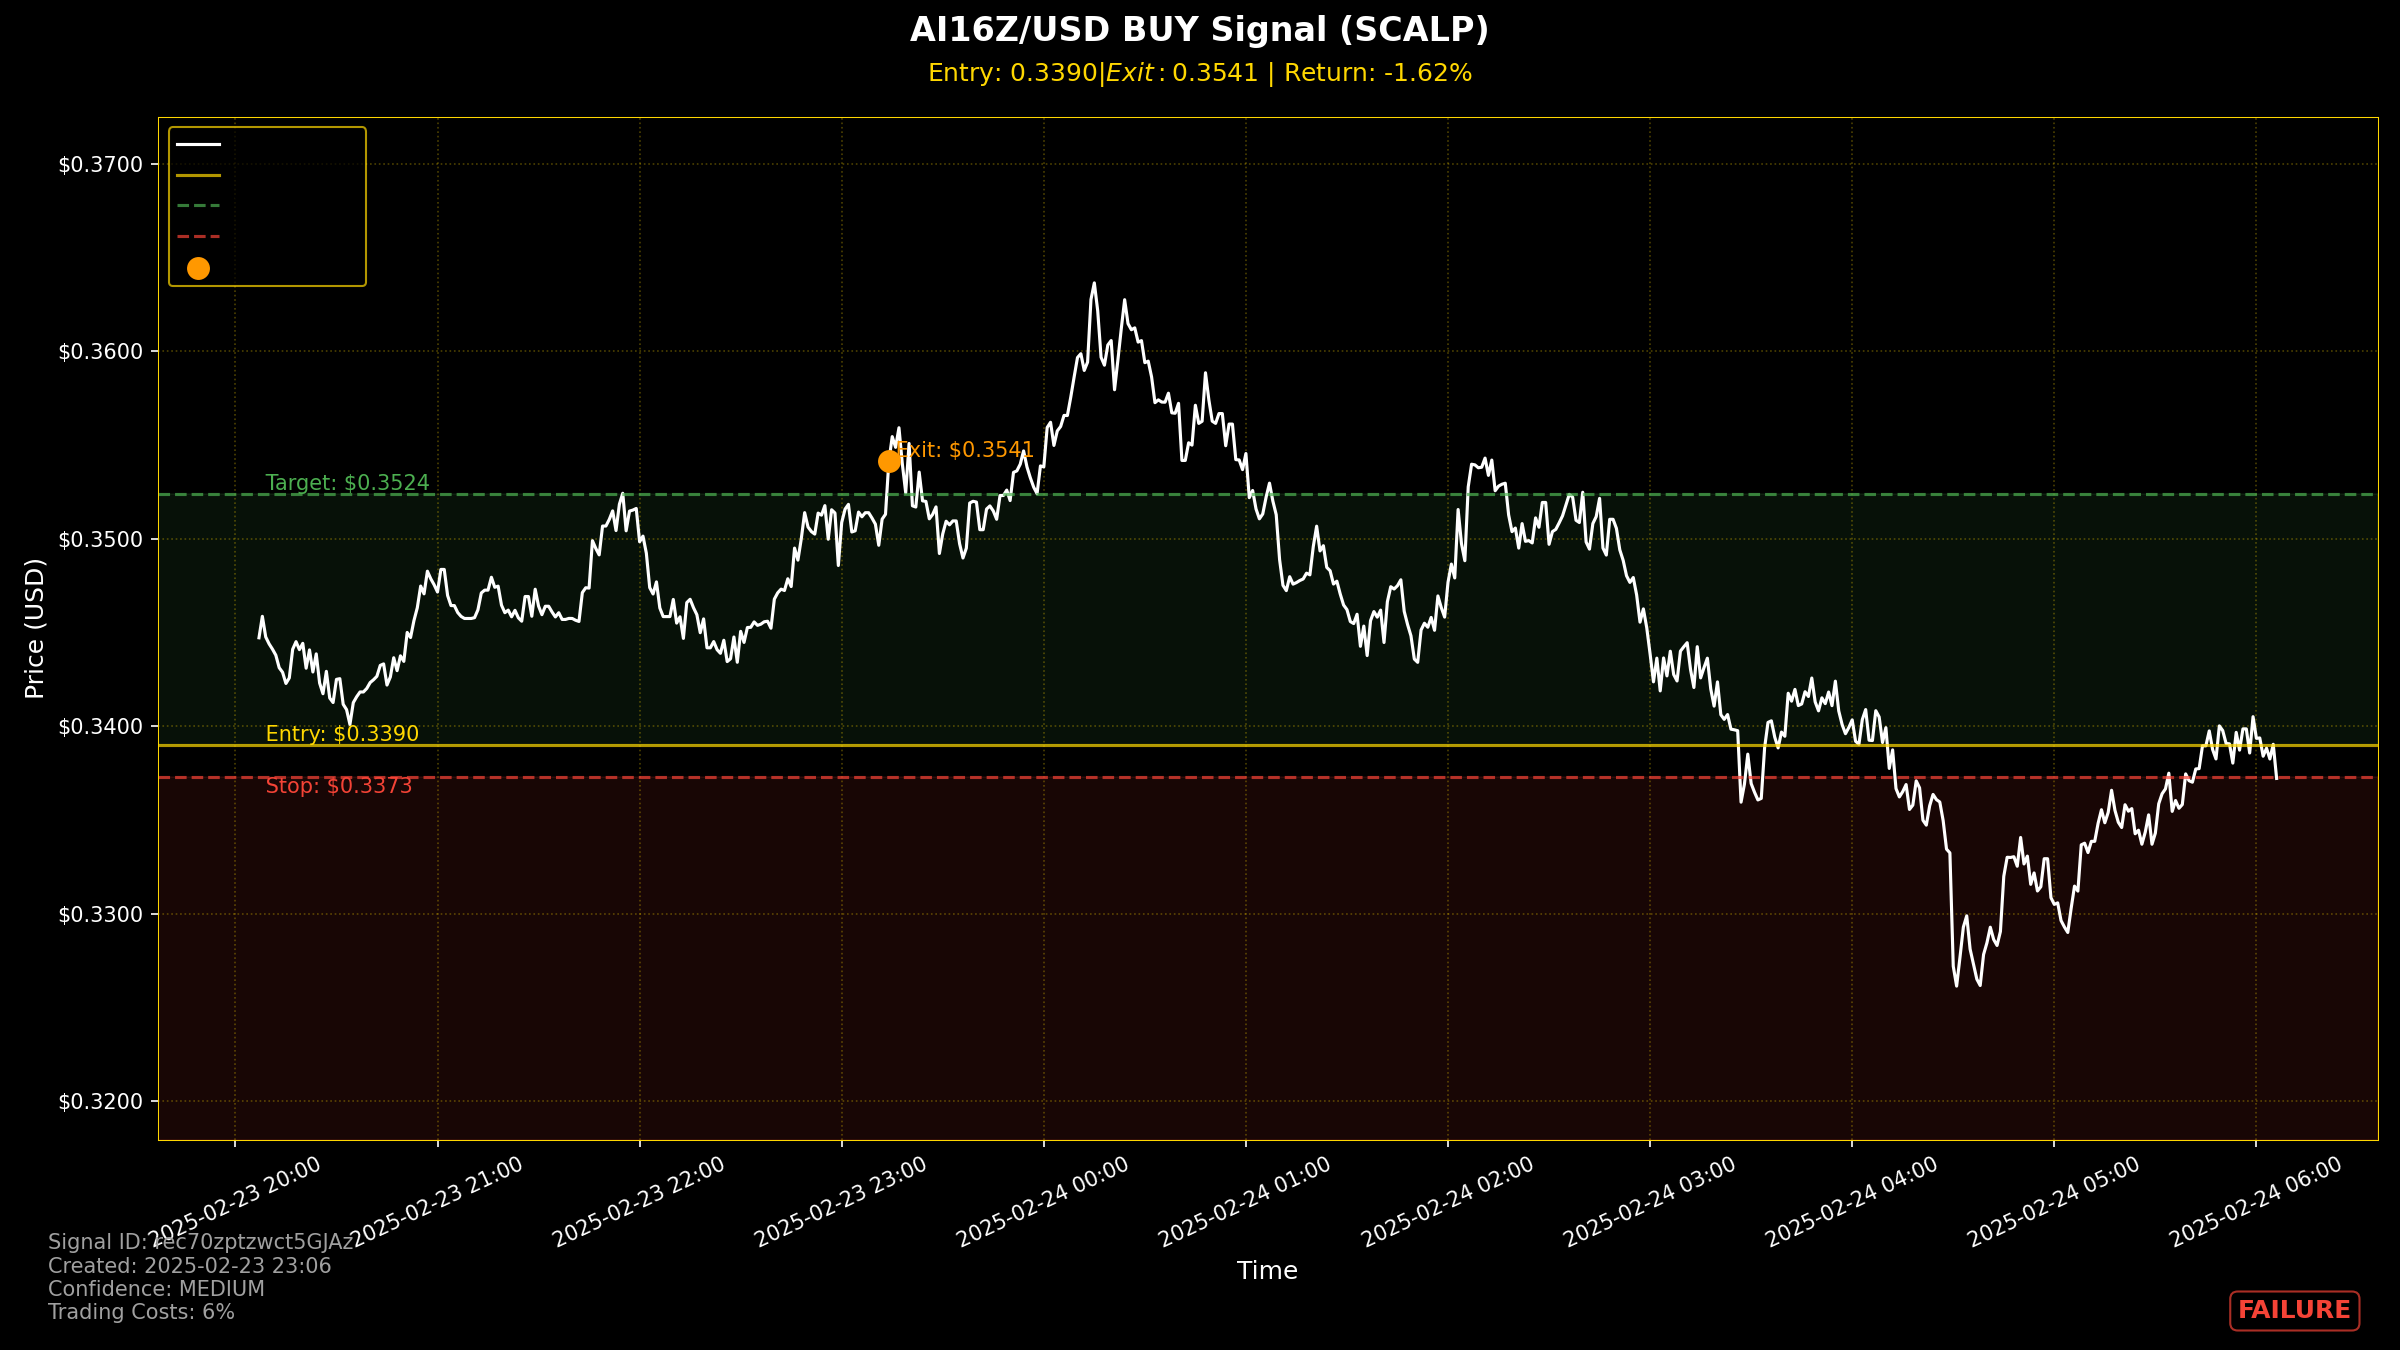 AI16Z/USD BUY Signal (SCALP)
Entry: 0.3390|Exit : 0.3541 | Return: -1.62%
$0.3700
$0.3600
$0.3500
$0.3400
$0.3300
$0.3200
Price (USD)
Exit: $0.3541
Target: $0.3524
Entry: $0.3390
Stop: $0.3373
2025-02-23 20:00
2025-02-23 21:00
2025-02-23 22:00
2025-02-23 23:00
2025-02-24 00:00
2025-02-24 01:00
2025-02-24 02:00
2025-02-24 03:00
2025-02-24 04:00
2025-02-24 05:00
2025-02-24 06:00
Time
Signal ID: rec70zptzwct5GJAz
Created: 2025-02-23 23:06
Confidence: MEDIUM
Trading Costs: 6%
FAILURE